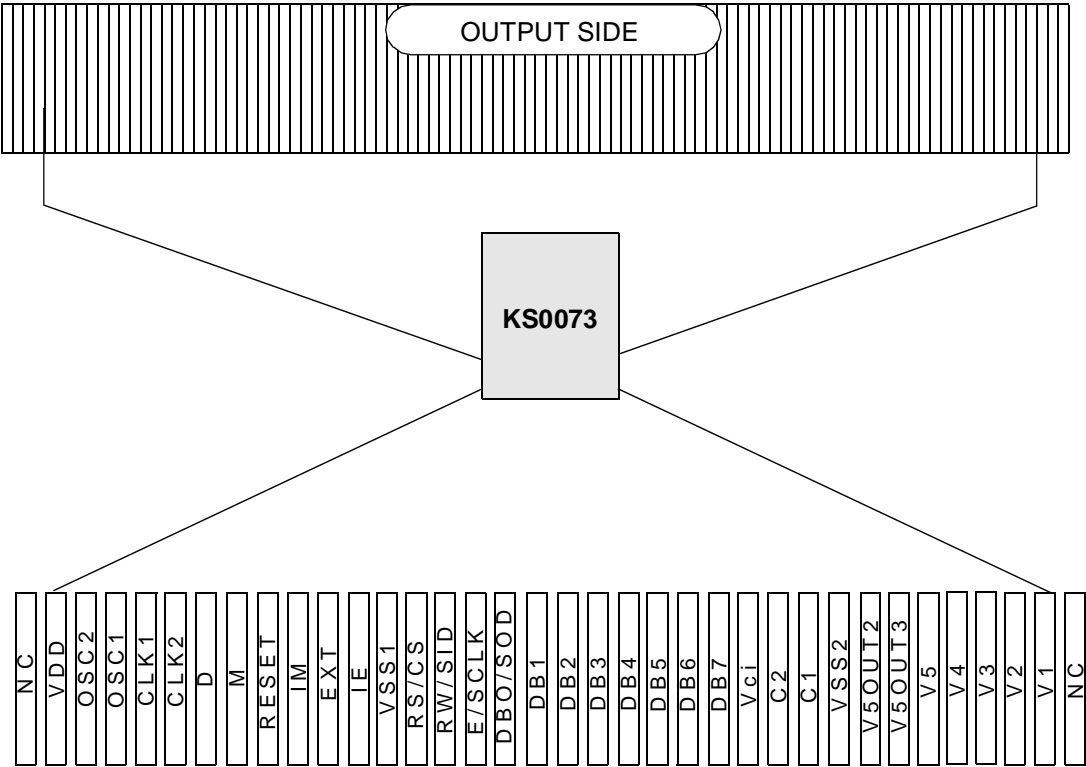 OUTPUT SIDE
KS0073
NC
VDD
OSC2
OSC1
CLK1
CLK2
D
M
RESET
IM
EXT
IE
VSS1
RS/CS
RW/SID
E/SCLK
DBO/SOD
DB1
DB2
DB3
DB4
DB5
DB6
DB7
Vci
C2
C1
VSS2
V5OUT2
V5OUT3
V5
V4
V3
V2
V1
NC